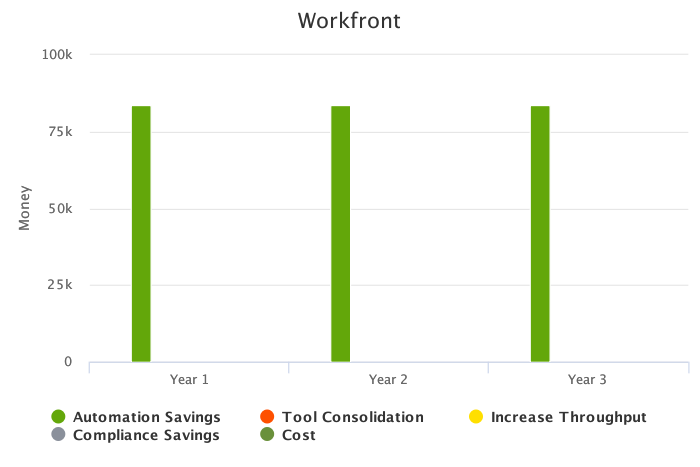 Workfront
100k
75k
50k
25k
0
Money
Year 1 Year 2 Year 3
Automation Savings Tool Consolidation Increase Throughput
Compliance Savings Cost